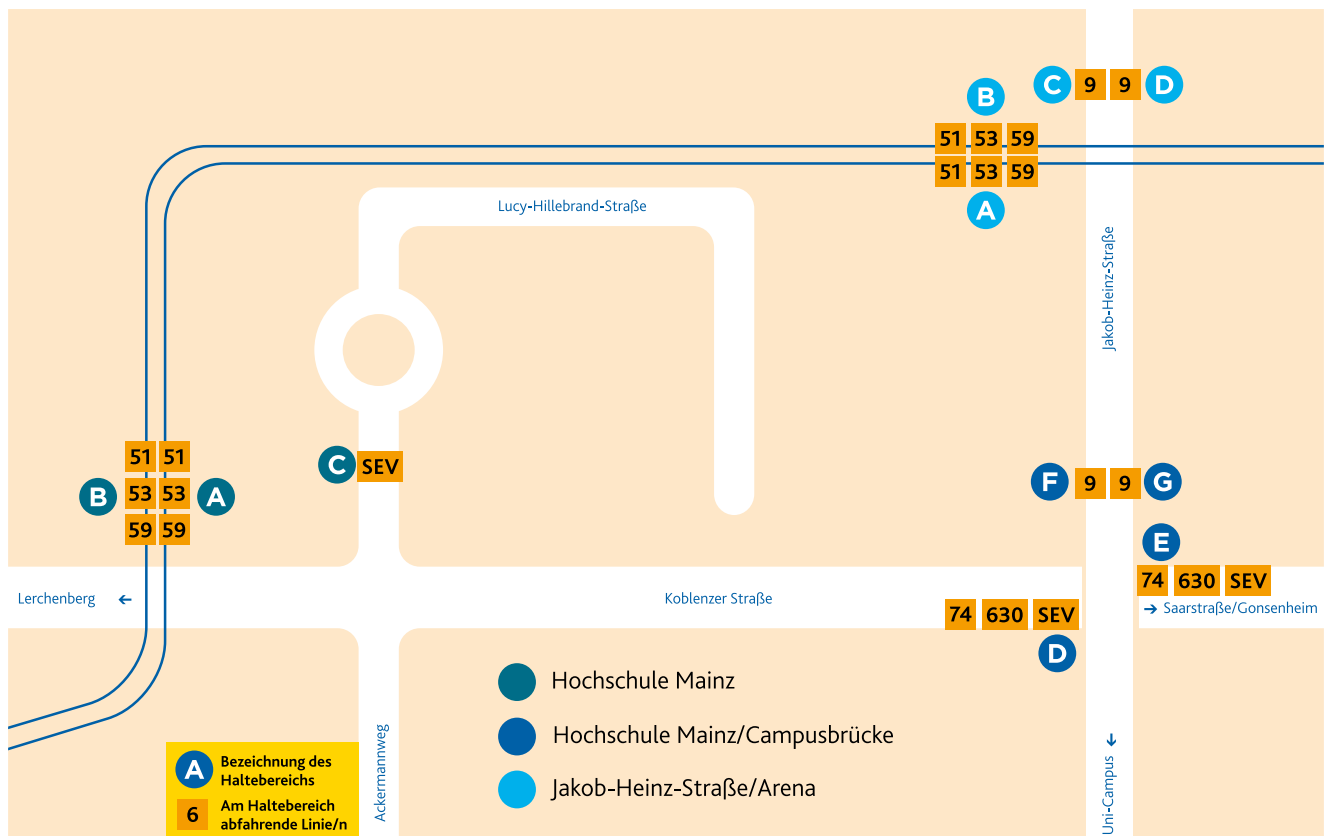 C 9 9 D
B
51 53 59
51 53 59
A
Lucy-Hillebrand-Straße
Jakob-Heinz-Straße
51 51
B 53 53 A
59 59
C SEV
F 9 9 G
E
74 630 SEV
Lerchenberg ←
Koblenzer Straße
→ Saarstraße/Gonsenheim
74 630 SEV
D
Hochschule Mainz
Hochschule Mainz/Campusbrücke
Jakob-Heinz-Straße/Arena
Ackermannweg
Uni-Campus ←
A Bezeichnung des
Haltebereichs
6 Am Haltebereich
abfahrende Linie/n